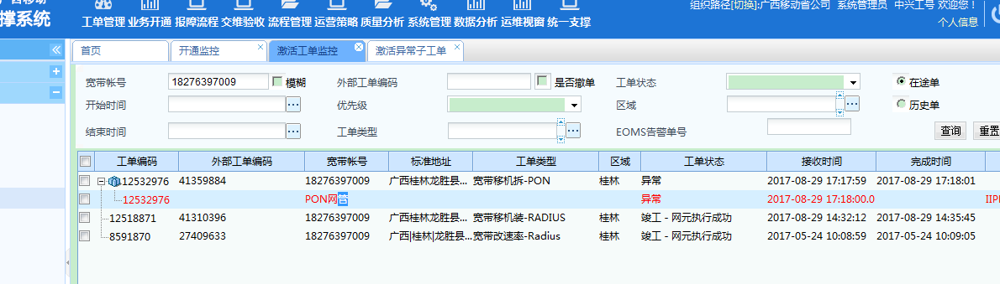 广西移动
撑系统
工单管理 业务开通 报障流程 交维验收 流程管理 运营策略 质量分析 系统管理 数据分析 运维视窗 统一支撑
组织路径[切换]:广西移动省公司 系统管理员 中兴工号 欢迎您！
个人信息
首页 开通监控 激活工单监控 激活异常子工单
宽带帐号 18276397009 模糊 外部工单编码 是否撤单 工单状态 在途单
开始时间 优先级 区域 历史单
结束时间 工单类型 EOMS告警单号
查询 重置
工单编码 外部工单编码 宽带帐号 标准地址 工单类型 区域 工单状态 接收时间 完成时间
12532976 41359884 18276397009 广西桂林龙胜县... 宽带移机拆-PON 桂林 异常 2017-08-29 17:17:59 2017-08-29 17:18:01
12532976 PON网管 异常 2017-08-29 17:18:00.0 IIP
12518871 41310396 18276397009 广西桂林龙胜县... 宽带移机装-RADIUS 桂林 竣工 - 网元执行成功 2017-08-29 14:32:12 2017-08-29 14:35:45
8591870 27409633 18276397009 广西|桂林|龙胜县... 宽带改速率-Radius 桂林 竣工 - 网元执行成功 2017-05-24 10:08:59 2017-05-24 10:09:05